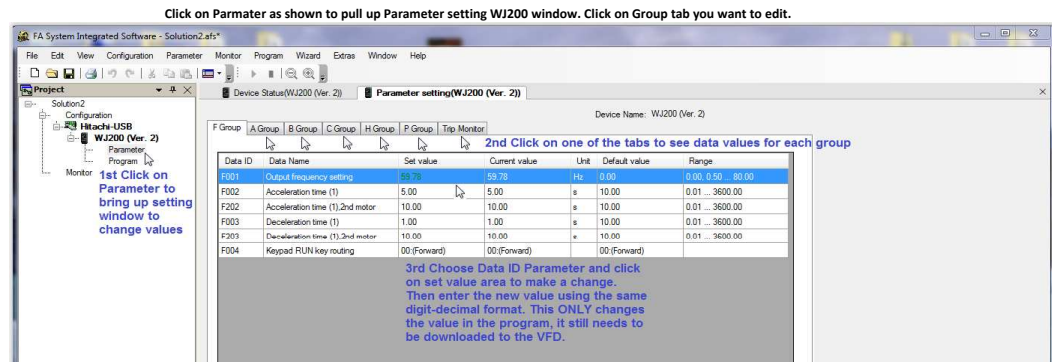 Click on Parmater as shown to pull up Parameter setting WJ200 window. Click on Group tab you want to edit.
FA System Integrated Software - Solution2.afs*
File Edit View Configuration Parameter Monitor Program Wizard Extras Window Help
Project
Device Status(WJ200 (Ver. 2)) Parameter setting(WJ200 (Ver. 2))
Solution2
Configuration
Hitachi-USB
WJ200 (Ver. 2)
Parameter
Program
Monitor
1st Click on
Parameter to
bring up setting
window to
change values
Device Name: WJ200 (Ver. 2)
F Group A Group B Group C Group H Group P Group Trip Monitor
2nd Click on one of the tabs to see data values for each group
Data ID Data Name Set value Current value Unit Default value Range
F001 Output frequency setting 59.78 59.78 Hz 0.00 0.00, 0.50 ... 80.00
F002 Acceleration time (1) 5.00 5.00 s 10.00 0.01 ... 3600.00
F202 Acceleration time (1),2nd motor 10.00 10.00 s 10.00 0.01 ... 3600.00
F003 Deceleration time (1) 1.00 1.00 s 10.00 0.01 ... 3600.00
F203 Deceleration time (1),2nd motor 10.00 10.00 s 10.00 0.01 ... 3600.00
F004 Keypad RUN key routing 00:(Forward) 00:(Forward) 00:(Forward)
3rd Choose Data ID Parameter and click
on set value area to make a change.
Then enter the new value using the same
digit-decimal format. This ONLY changes
the value in the program, it still needs to
be downloaded to the VFD.